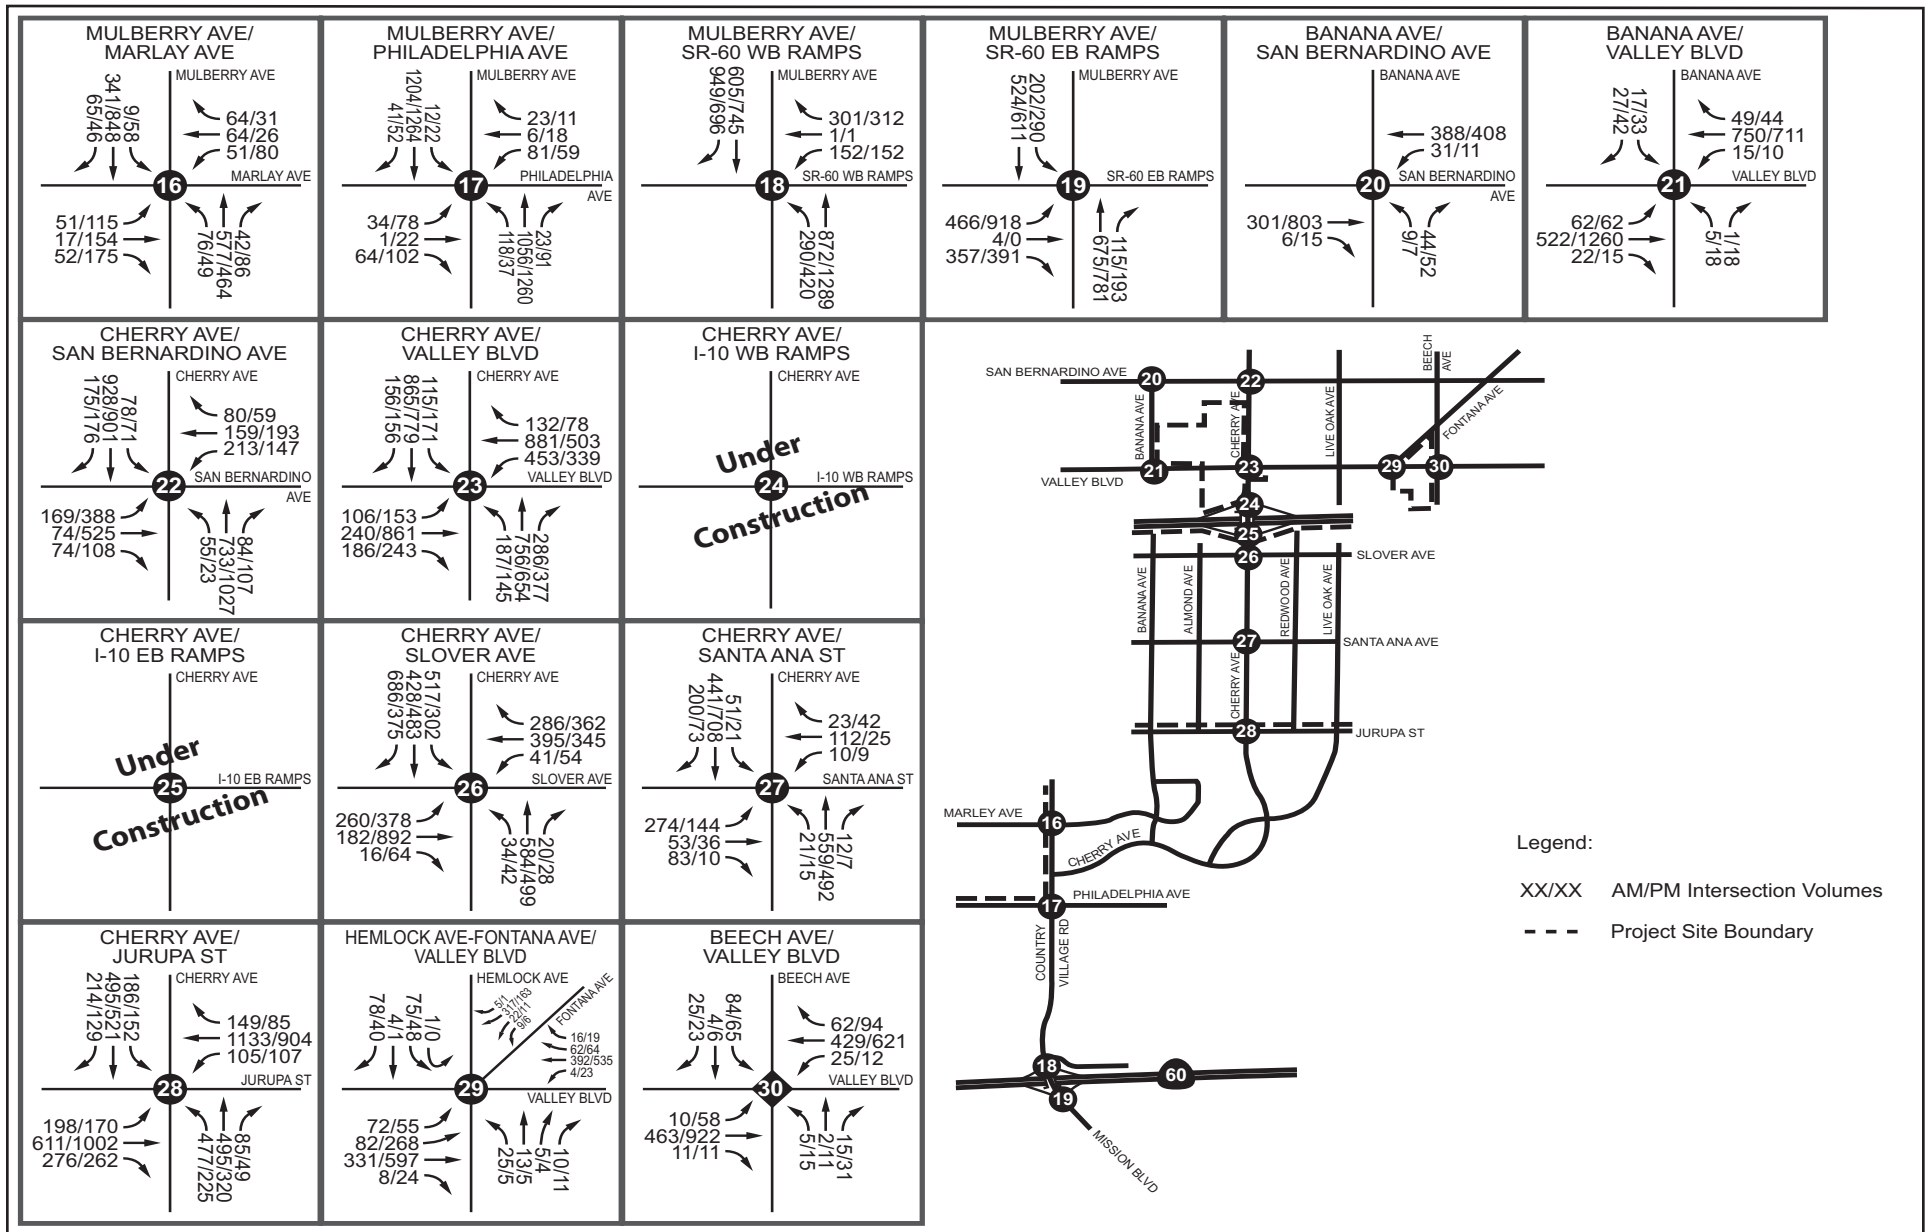 MULBERRY AVE/
MARLAY AVE
MULBERRY AVE
65/46
341/848
9/58
64/31
64/26
51/80
16
MARLAY AVE
51/115
17/154
52/175
76/49
577/464
42/86
MULBERRY AVE/
PHILADELPHIA AVE
MULBERRY AVE
41/52
1204/1264
12/22
23/11
6/18
81/59
17
PHILADELPHIA
AVE
34/78
1/22
64/102
118/37
1056/1260
23/91
MULBERRY AVE/
SR-60 WB RAMPS
MULBERRY AVE
949/696
605/745
301/312
1/1
152/152
18
SR-60 WB RAMPS
290/420
872/1289
MULBERRY AVE/
SR-60 EB RAMPS
MULBERRY AVE
524/611
202/290
19
SR-60 EB RAMPS
466/918
4/0
357/391
675/781
115/193
BANANA AVE/
SAN BERNARDINO AVE
BANANA AVE
388/408
31/11
20
SAN BERNARDINO
AVE
301/803
6/15
9/7
44/52
BANANA AVE/
VALLEY BLVD
BANANA AVE
27/42
17/33
49/44
750/711
15/10
21
VALLEY BLVD
62/62
522/1260
22/15
5/18
1/18
CHERRY AVE/
SAN BERNARDINO AVE
CHERRY AVE
175/176
928/901
78/71
80/59
159/193
213/147
22
SAN BERNARDINO
AVE
169/388
74/525
74/108
55/23
733/1027
84/107
CHERRY AVE/
VALLEY BLVD
CHERRY AVE
156/156
865/779
115/171
132/78
881/503
453/339
23
VALLEY BLVD
106/153
240/861
186/243
187/145
756/654
286/377
CHERRY AVE/
I-10 WB RAMPS
CHERRY AVE
Under
24
I-10 WB RAMPS
Construction
CHERRY AVE/
I-10 EB RAMPS
CHERRY AVE
Under
25
I-10 EB RAMPS
Construction
CHERRY AVE/
SLOVER AVE
CHERRY AVE
686/375
428/483
517/302
286/362
395/345
41/54
26
SLOVER AVE
260/378
182/892
16/64
34/42
584/499
20/28
CHERRY AVE/
SANTA ANA ST
CHERRY AVE
200/73
441/708
51/21
23/42
112/25
10/9
27
SANTA ANA ST
274/144
53/36
83/10
21/15
559/492
12/7
CHERRY AVE/
JURUPA ST
CHERRY AVE
214/129
495/521
186/152
149/85
1133/904
105/107
28
JURUPA ST
198/170
611/1002
276/262
477/225
495/320
85/49
HEMLOCK AVE-FONTANA AVE/
VALLEY BLVD
HEMLOCK AVE
FONTANA AVE
78/40
4/1
75/48
1/0
5/1
317/163
22/11
9/6
16/19
62/64
392/535
4/23
29
VALLEY BLVD
72/55
82/268
331/597
8/24
25/5
13/5
5/4
10/11
BEECH AVE/
VALLEY BLVD
BEECH AVE
25/23
4/6
84/65
62/94
429/621
25/12
30
VALLEY BLVD
10/58
463/922
11/11
5/15
2/11
15/31
SAN BERNARDINO AVE
20
22
BEECH
AVE
FONTANA AVE
BANANA AVE
CHERRY AVE
LIVE OAK AVE
VALLEY BLVD
21
23
29
30
24
25
26
SLOVER AVE
BANANA AVE
ALMOND AVE
REDWOOD AVE
LIVE OAK AVE
27
SANTA ANA AVE
CHERRY AVE
28
JURUPA ST
MARLEY AVE
16
CHERRY AVE
17
PHILADELPHIA AVE
COUNTRY
VILLAGE RD
18
60
19
MISSION BLVD
Legend:
XX/XX AM/PM Intersection Volumes
Project Site Boundary